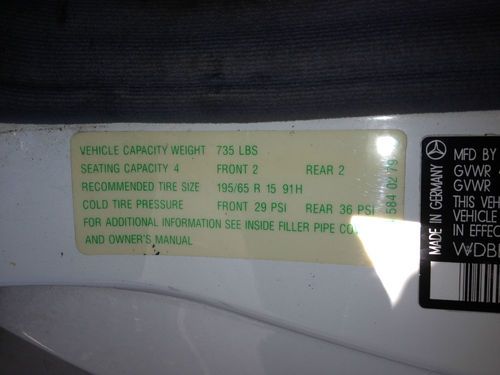 VEHICLE CAPACITY WEIGHT 735 LBS
SEATING CAPACITY 4 FRONT 2 REAR 2
RECOMMENDED TIRE SIZE 195/65 R 15 91H
COLD TIRE PRESSURE FRONT 29 PSI REAR 36 PSI
FOR ADDITIONAL INFORMATION SEE INSIDE FILLER PIPE
AND OWNER'S MANUAL
584 02 79
MADE IN GERMANY
MFD BY
GVWR
GVWR
THIS VEH
VEHICLE
IN EFFEC
WDB